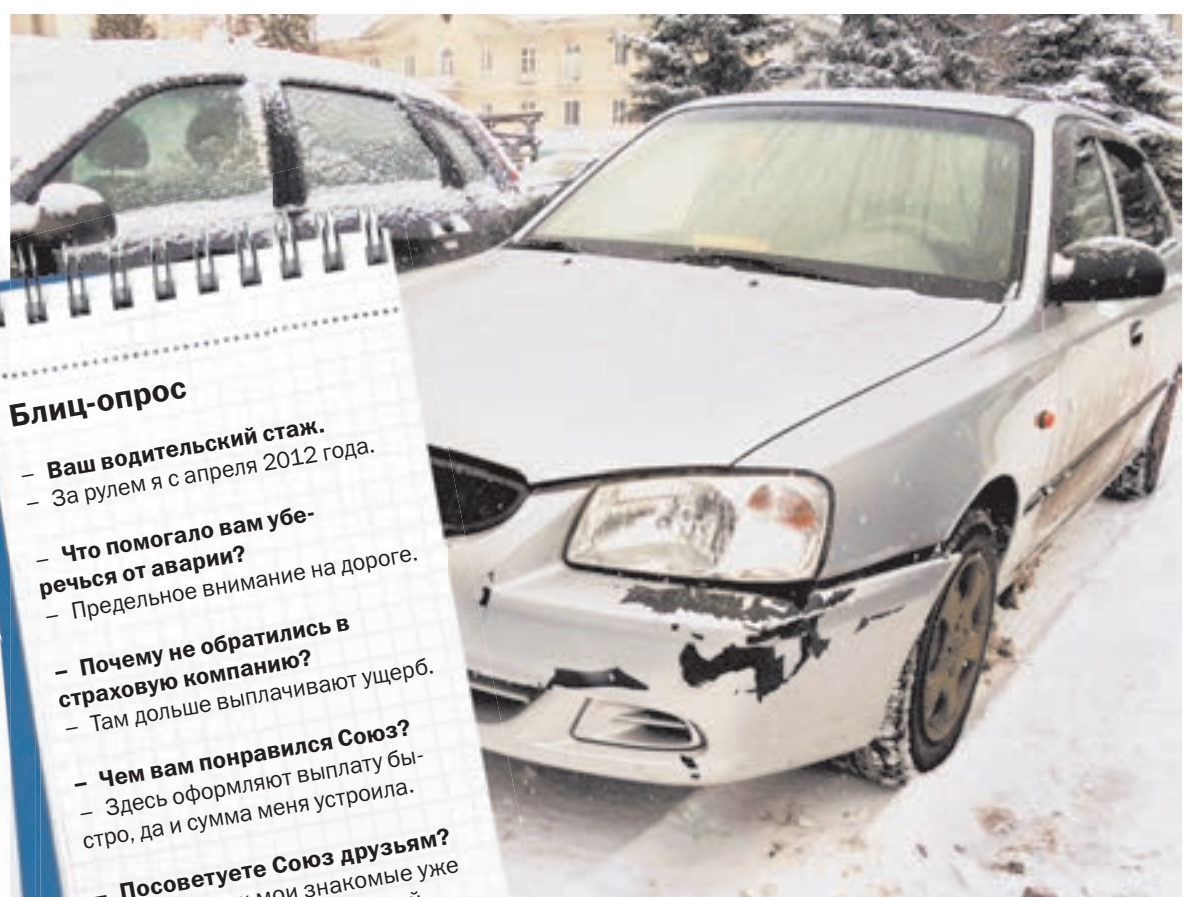 Блиц-опрос
– Ваш водительский стаж.
– За рулем я с апреля 2012 года.
– Что помогало вам убе-
речься от аварии?
– Предельное внимание на дороге.
– Почему не обратились в
страховую компанию?
– Там дольше выплачивают ущерб.
– Чем вам понравился Союз?
– Здесь оформляют выплату бы-
стро, да и сумма меня устроила.
– Посоветуете Союз друзьям?
мои знакомые уже